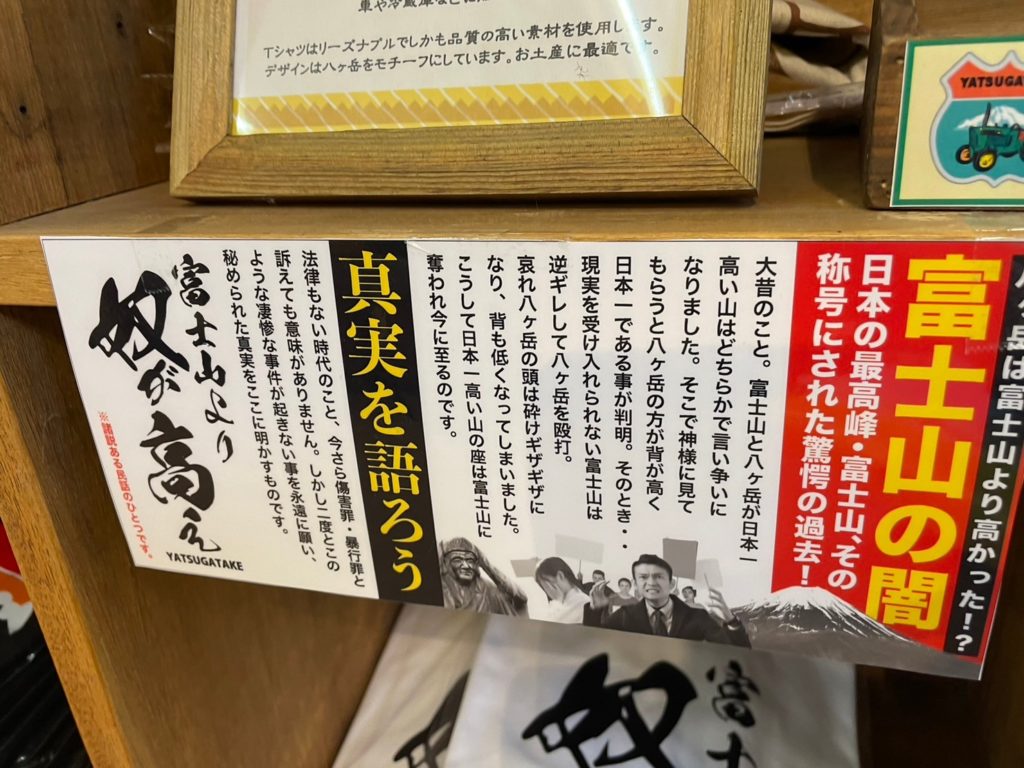 Tシャツはリーズナブルでしかも品質の高い素材を使用します。
デザインは八ヶ岳をモチーフにしています。お土産に最適です。
八ヶ岳は富士山より高かった!?
富士山の闇
日本の最高峰・富士山、その
称号にされた驚愕の過去!
大昔のこと。富士山と八ヶ岳が日本一
高い山はどちらかで言い争いに
なりました。そこで神様に見て
もらうと八ヶ岳の方が背が高く
日本一である事が判明。そのとき・・
現実を受け入れられない富士山は
逆ギレして八ヶ岳を殴打。
哀れ八ヶ岳の頭は砕けギザギザに
なり、背も低くなってしまいました。
こうして日本一高い山の座は富士山に
奪われ今に至るのです。
真実を語ろう
法律もない時代のこと、今さら傷害罪・暴行罪と
訴えても意味がありません。しかし二度とこの
ような凄惨な事件が起きない事を永遠に願い、
秘められた真実をここに明かすものです。
富士山より
奴が高え
YATSUGATAKE
※諸説ある民話のひとつです。
奴
富士